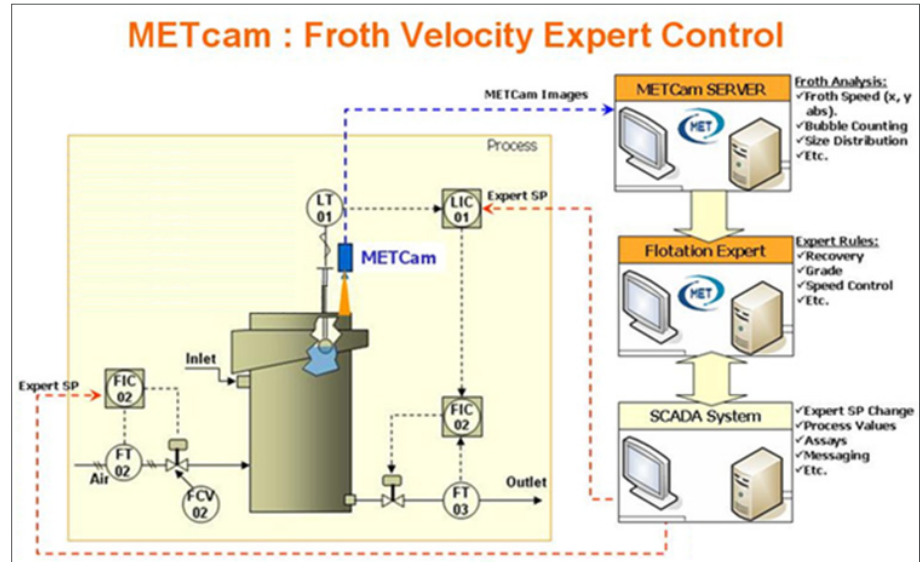 METcam : Froth Velocity Expert Control
METCam Images
METCam SERVER
MET
Froth Analysis:
✓Froth Speed (x, y
abs).
✓Bubble Counting
✓Size Distribution
✓Etc.
Process
LT
01
LIC
01
Expert SP
METCam
Flotation Expert
MET
Expert Rules:
✓Recovery
✓Grade
✓Speed Control
✓Etc.
Inlet
Expert SP
FIC
02
FIC
02
SCADA System
✓Expert SP Change
✓Process Values
✓Assays
✓Messaging
✓Etc.
FT
02
Air
FCV
02
FT
03
Outlet